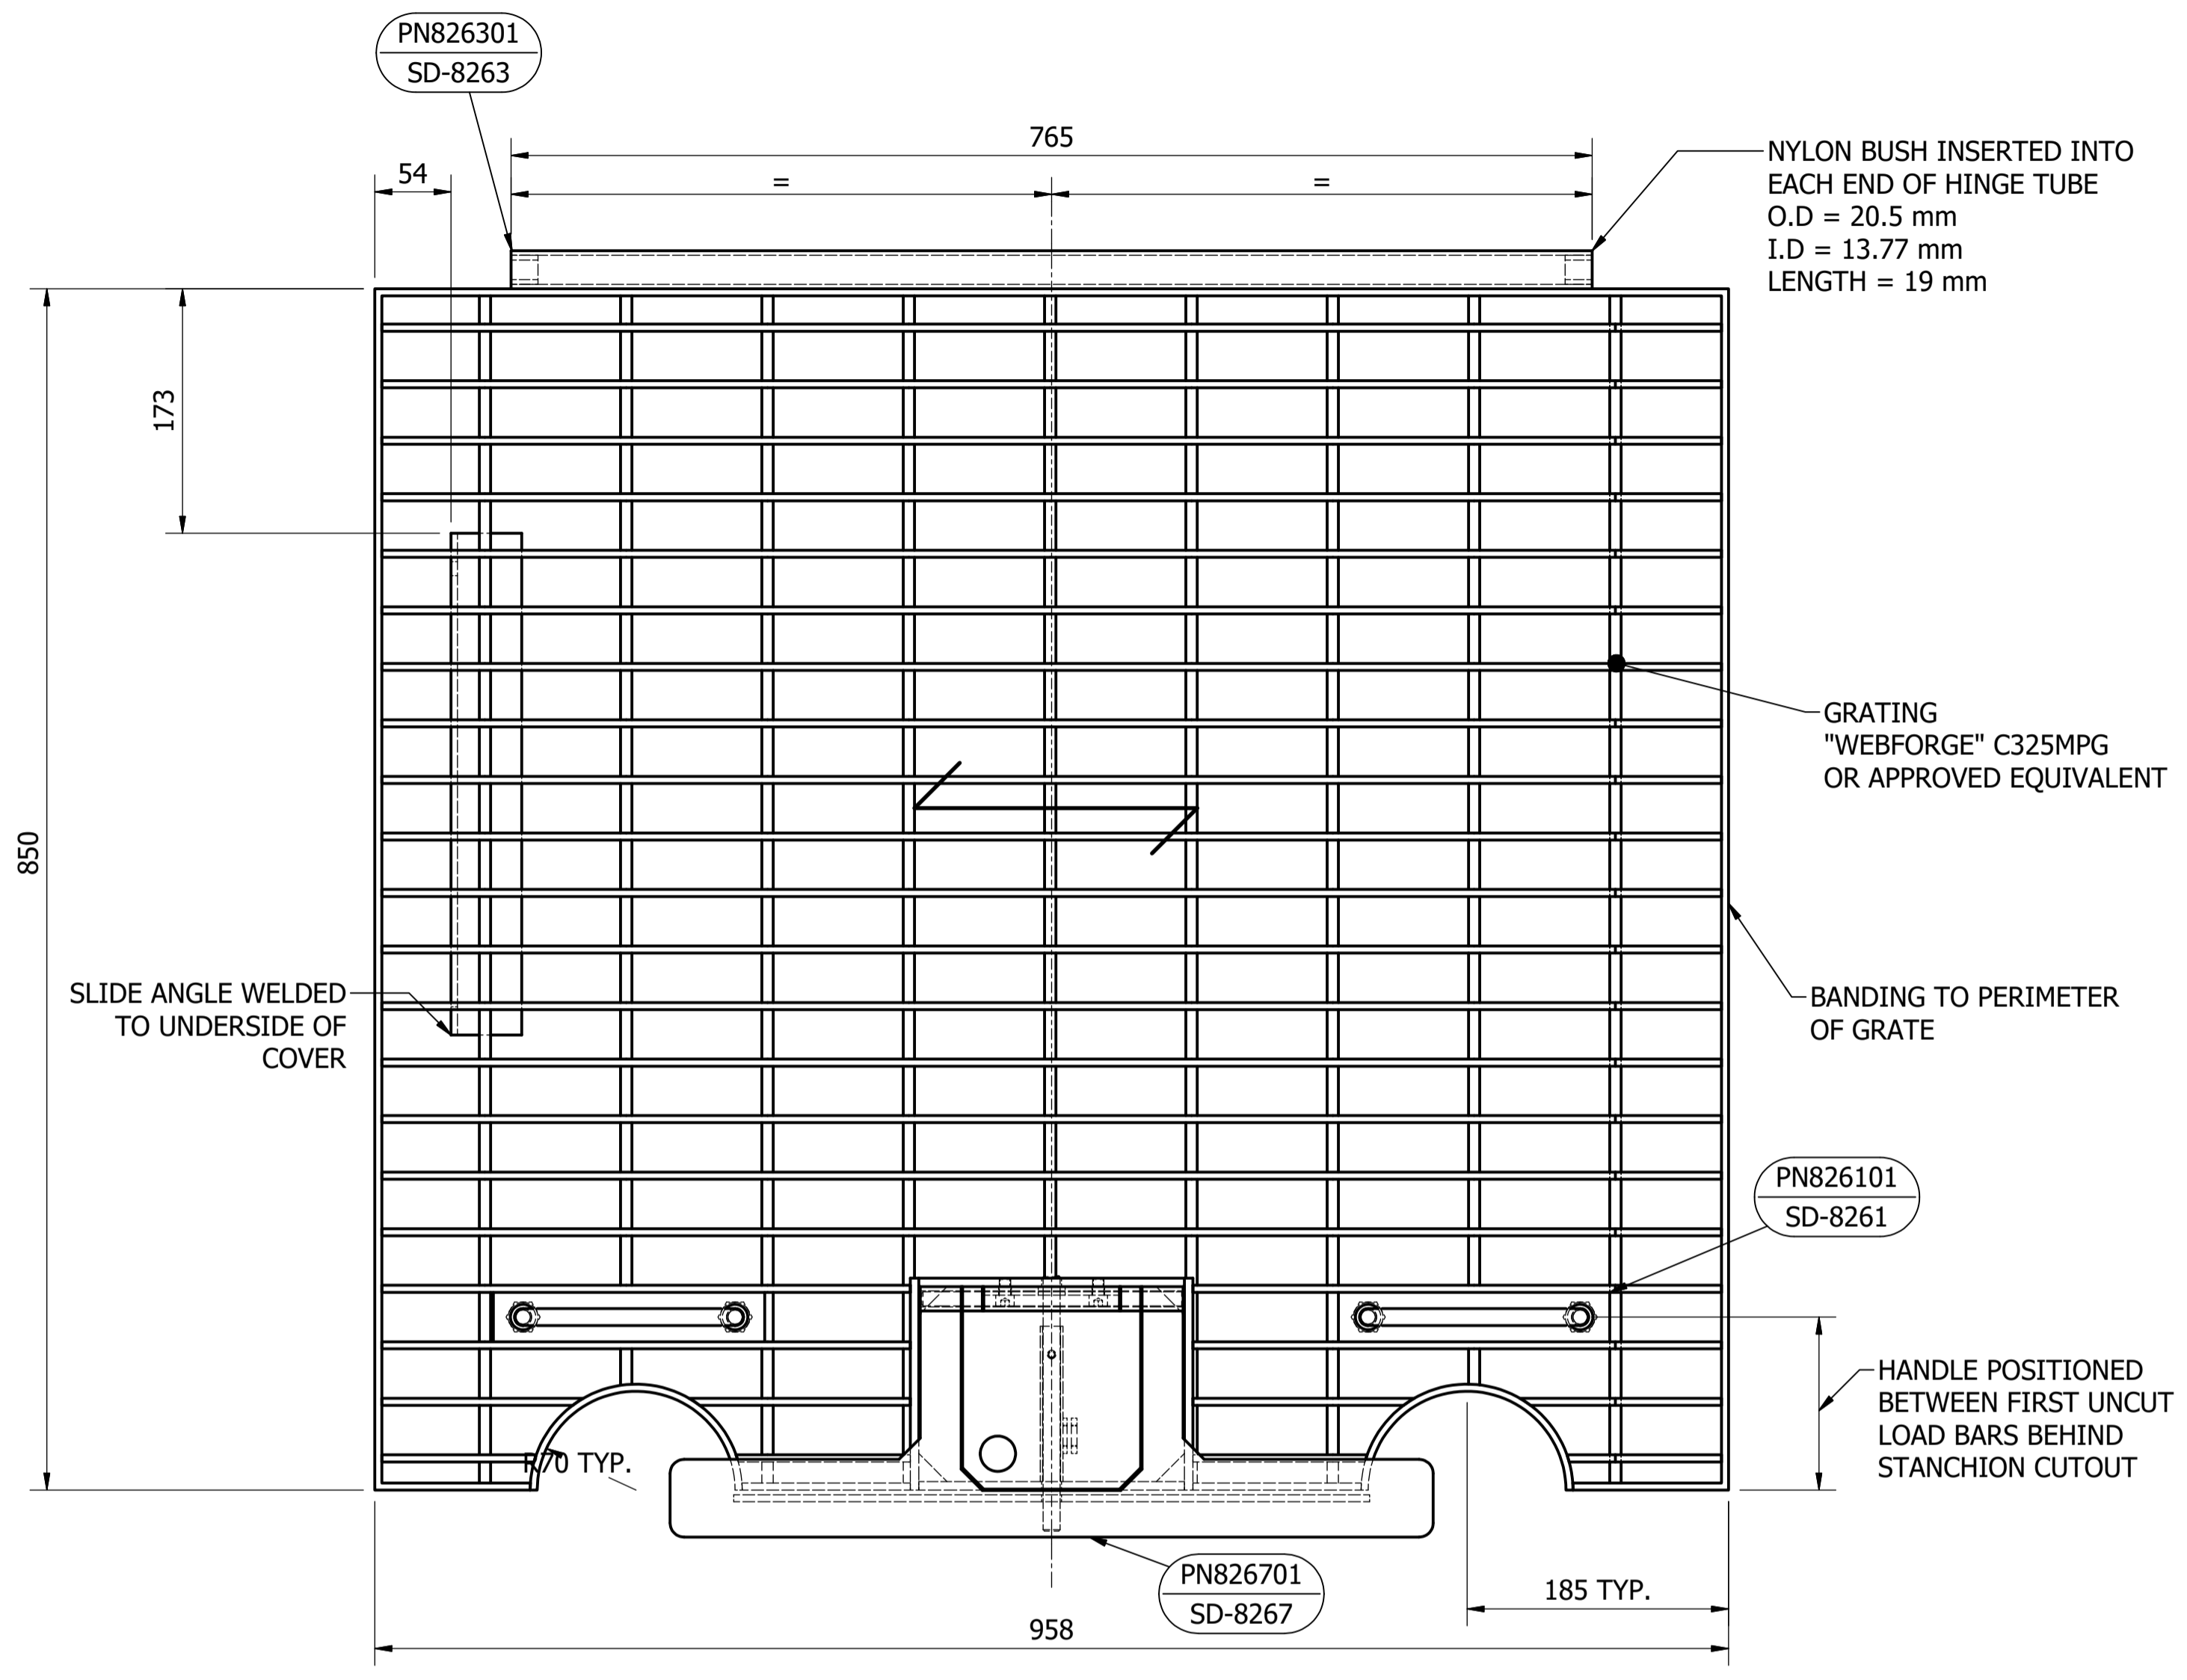 PN826301
SD-8263
765
54
=
=
NYLON BUSH INSERTED INTO
EACH END OF HINGE TUBE
O.D = 20.5 mm
I.D = 13.77 mm
LENGTH = 19 mm
173
GRATING
"WEBFORGE" C325MPG
OR APPROVED EQUIVALENT
850
SLIDE ANGLE WELDED
TO UNDERSIDE OF
COVER
BANDING TO PERIMETER
OF GRATE
PN826101
SD-8261
HANDLE POSITIONED
BETWEEN FIRST UNCUT
LOAD BARS BEHIND
STANCHION CUTOUT
R70 TYP.
PN826701
SD-8267
185 TYP.
958